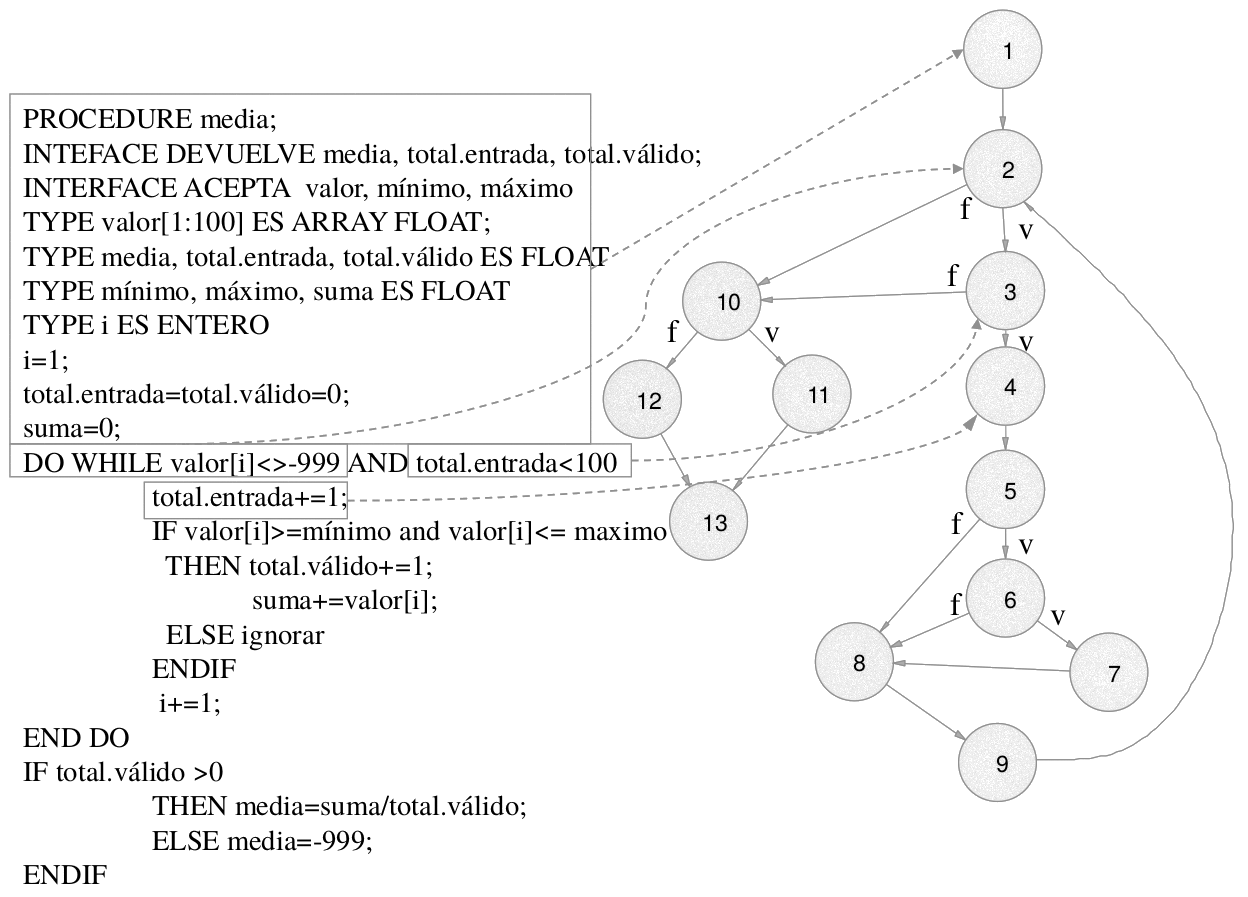 PROCEDURE media;
INTEFACE DEVUELVE media, total.entrada, total.válido;
INTERFACE ACEPTA valor, mínimo, máximo
TYPE valor[1:100] ES ARRAY FLOAT;
TYPE media, total.entrada, total.válido ES FLOAT
TYPE mínimo, máximo, suma ES FLOAT
TYPE i ES ENTERO
i=1;
total.entrada=total.válido=0;
suma=0;
DO WHILE valor[i]<>-999 AND total.entrada<100
total.entrada+=1;
IF valor[i]>=mínimo and valor[i]<= maximo
THEN total.válido+=1;
suma+=valor[i];
ELSE ignorar
ENDIF
i+=1;
END DO
IF total.válido >0
THEN media=suma/total.válido;
ELSE media=-999;
ENDIF
1
2
f
v
3
f
v
10
f
v
4
12
11
5
f
v
13
6
f
v
8
7
9